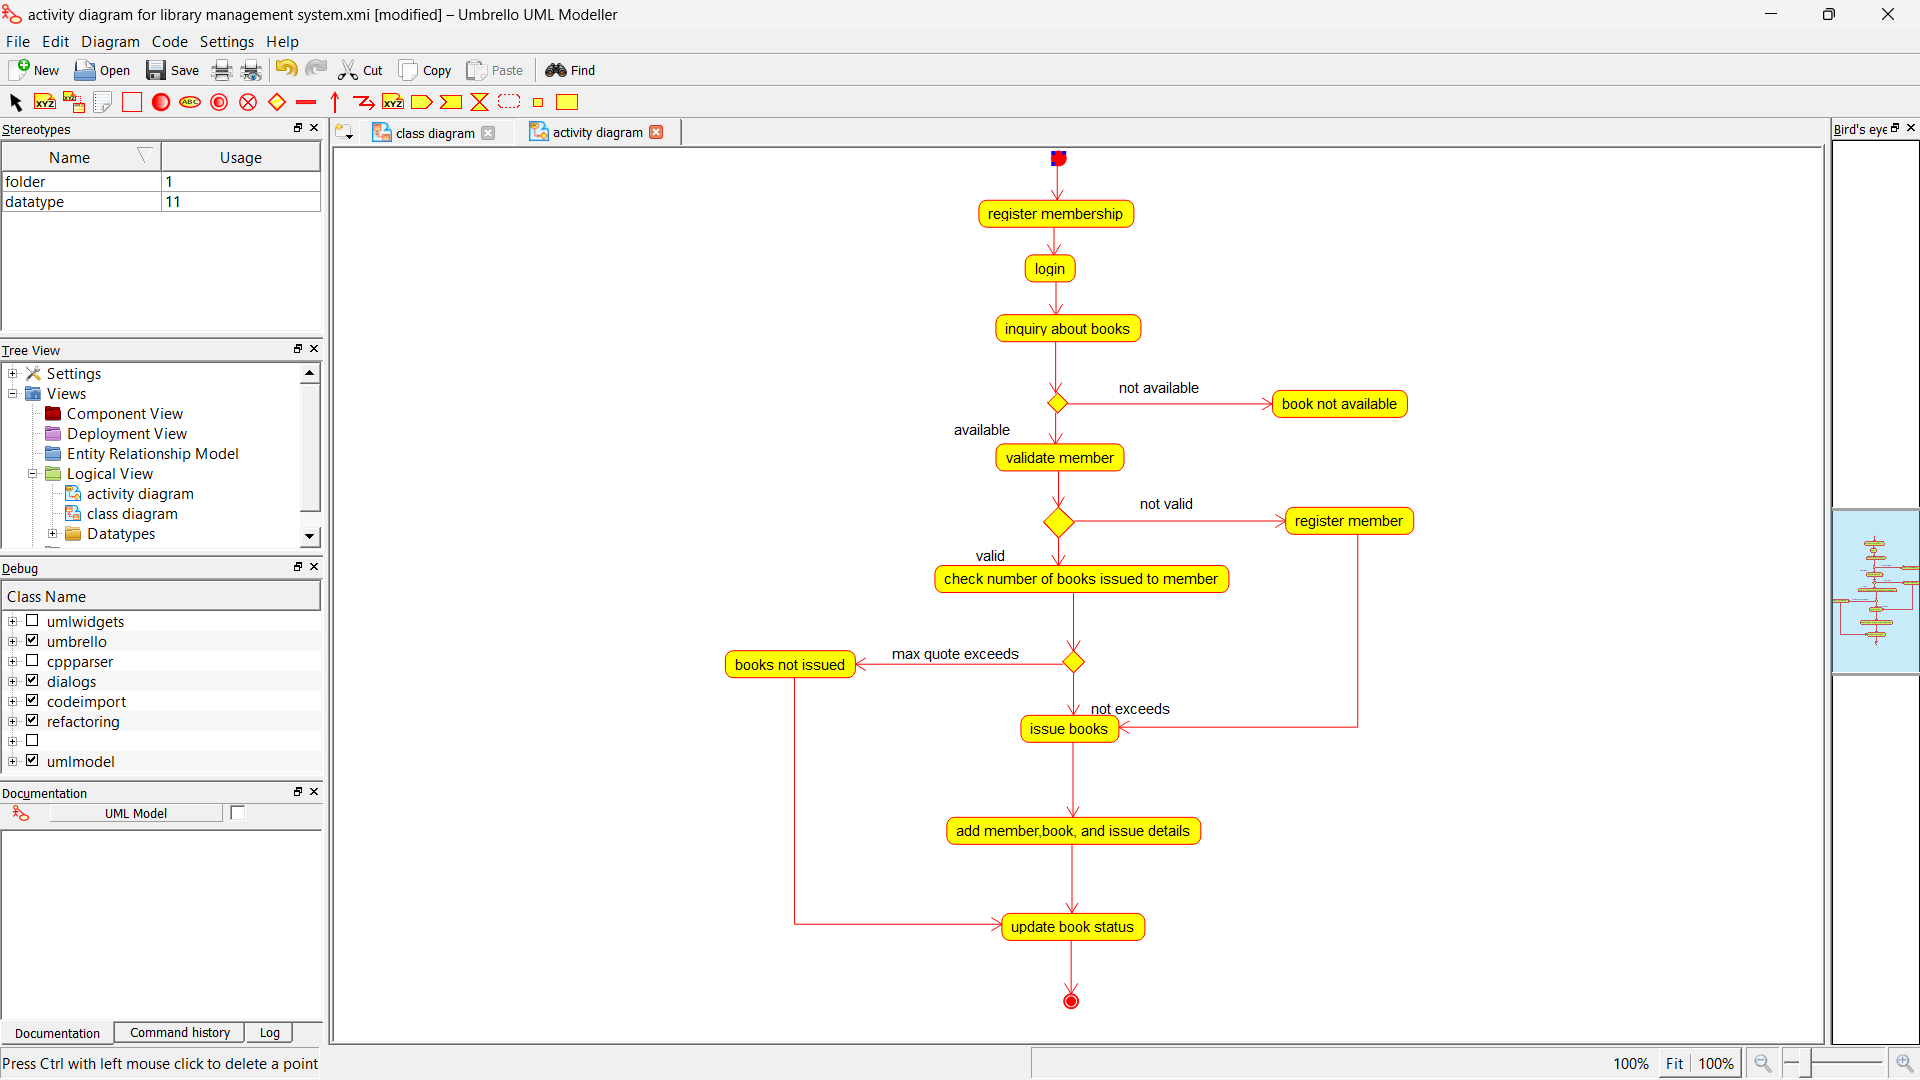 activity diagram for library management system.xmi [modified] – Umbrello UML Modeller
File Edit Diagram Code Settings Help
New Open Save Cut Copy Paste Find
XYZ XYZ ABC XYZ
Stereotypes
Name Usage
folder 1
datatype 11
Tree View
Settings
Views
Component View
Deployment View
Entity Relationship Model
Logical View
activity diagram
class diagram
Datatypes
Debug
Class Name
umlwidgets
umbrello
cppparser
dialogs
codeimport
refactoring
umlmodel
Documentation
UML Model
Documentation Command history Log
Press Ctrl with left mouse click to delete a point
class diagram activity diagram
register membership
login
inquiry about books
not available
book not available
available
validate member
not valid
register member
valid
check number of books issued to member
max quote exceeds
books not issued
not exceeds
issue books
add member,book, and issue details
update book status
Bird's eye
100% Fit 100%